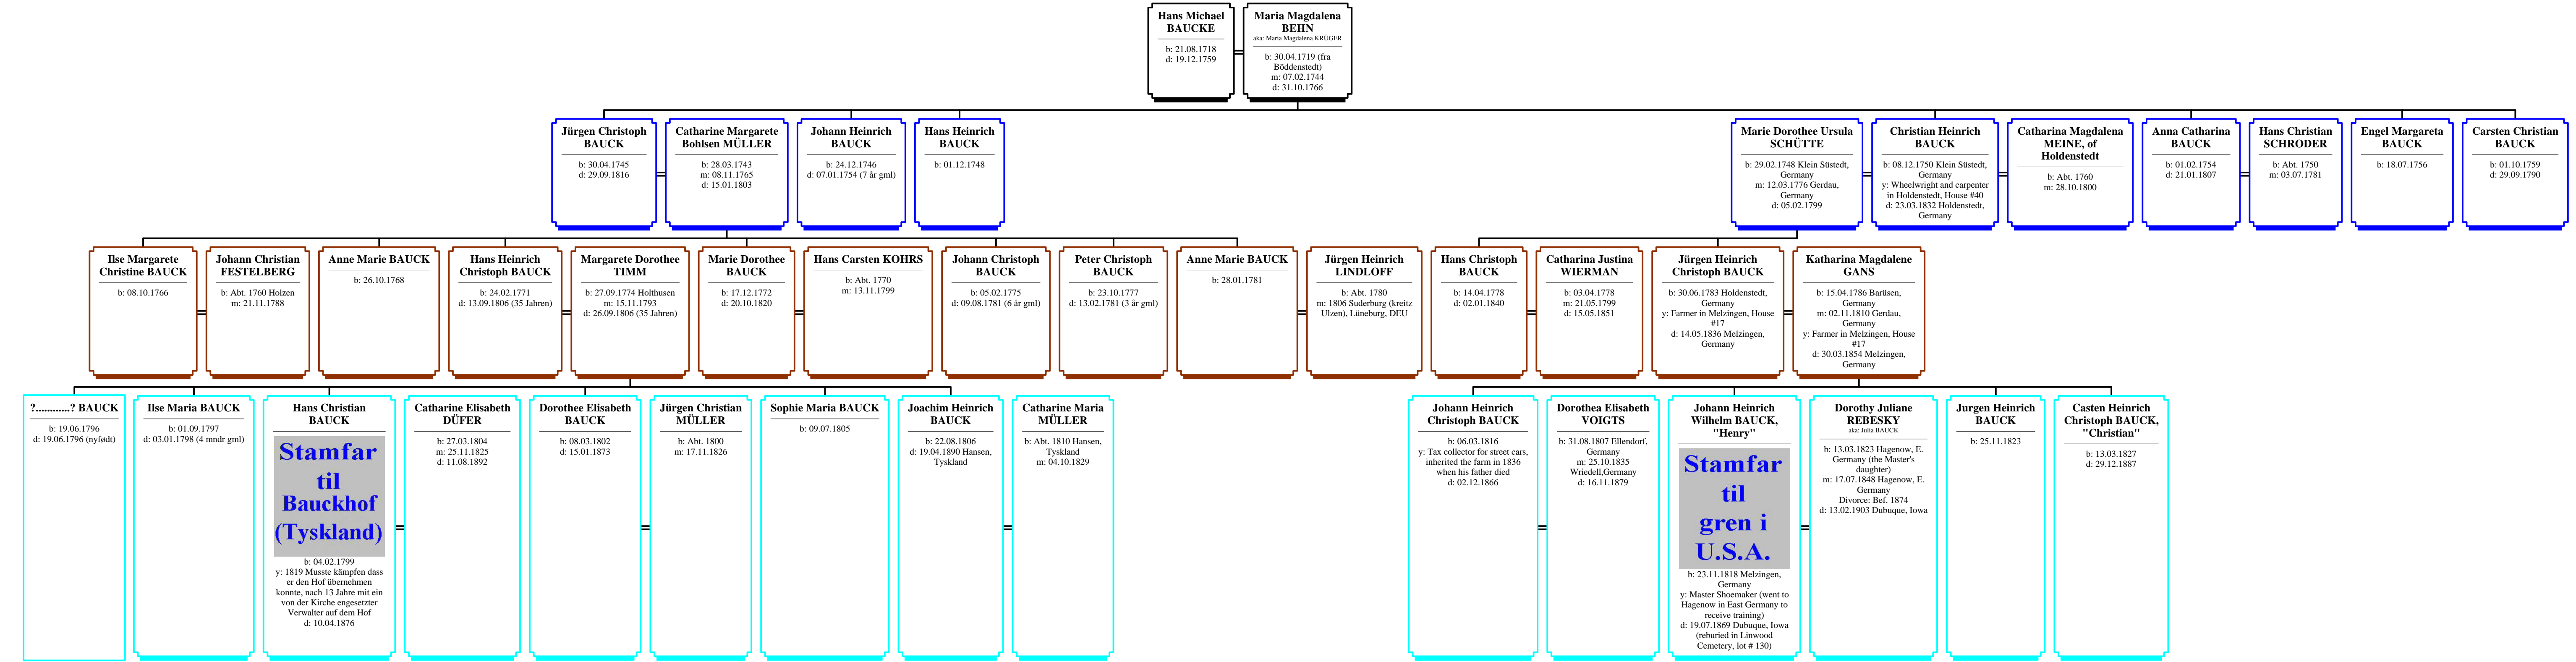 Hans Michael
BAUCKE
b: 21.08.1718
d: 19.12.1759
Maria Magdalena
BEHN
aka: Maria Magdalena KRÜGER
b: 30.04.1719 (fra
Böddenstedt)
m: 07.02.1744
d: 31.10.1766
Jürgen Christoph
BAUCK
b: 30.04.1745
d: 29.09.1816
Catharine Margarete
Bohlsen MÜLLER
b: 28.03.1743
m: 08.11.1765
d: 15.01.1803
Johann Heinrich
BAUCK
b: 24.12.1746
d: 07.01.1754 (7 år gml)
Hans Heinrich
BAUCK
b: 01.12.1748
Marie Dorothee Ursula
SCHÜTTE
b: 29.02.1748 Klein Süstedt,
Germany
m: 12.03.1776 Gerdau,
Germany
d: 05.02.1799
Christian Heinrich
BAUCK
b: 08.12.1750 Klein Süstedt,
Germany
y: Wheelwright and carpenter
in Holdenstedt, House #40
d: 23.03.1832 Holdenstedt,
Germany
Catharina Magdalena
MEINE, of
Holdenstedt
b: Abt. 1760
m: 28.10.1800
Anna Catharina
BAUCK
b: 01.02.1754
d: 21.01.1807
Hans Christian
SCHRODER
b: Abt. 1750
m: 03.07.1781
Engel Margareta
BAUCK
b: 18.07.1756
Carsten Christian
BAUCK
b: 01.10.1759
d: 29.09.1790
Ilse Margarete
Christine BAUCK
b: 08.10.1766
Johann Christian
FESTELBERG
b: Abt. 1760 Holzen
m: 21.11.1788
Anne Marie BAUCK
b: 26.10.1768
Hans Heinrich
Christoph BAUCK
b: 24.02.1771
d: 13.09.1806 (35 Jahren)
Margarete Dorothee
TIMM
b: 27.09.1774 Holthusen
m: 15.11.1793
d: 26.09.1806 (35 Jahren)
Marie Dorothee
BAUCK
b: 17.12.1772
d: 20.10.1820
Hans Carsten KOHRS
b: Abt. 1770
m: 13.11.1799
Johann Christoph
BAUCK
b: 05.02.1775
d: 09.08.1781 (6 år gml)
Peter Christoph
BAUCK
b: 23.10.1777
d: 13.02.1781 (3 år gml)
Anne Marie BAUCK
b: 28.01.1781
Jürgen Heinrich
LINDLOFF
b: Abt. 1780
m: 1806 Suderburg (kreitz
Ulzen), Lüneburg, DEU
Hans Christoph
BAUCK
b: 14.04.1778
d: 02.01.1840
Catharina Justina
WIERMAN
b: 03.04.1778
m: 21.05.1799
d: 15.05.1851
Jürgen Heinrich
Christoph BAUCK
b: 30.06.1783 Holdenstedt,
Germany
y: Farmer in Melzingen, House
#17
d: 14.05.1836 Melzingen,
Germany
Katharina Magdalene
GANS
b: 15.04.1786 Barüsen,
Germany
m: 02.11.1810 Gerdau,
Germany
y: Farmer in Melzingen, House
#17
d: 30.03.1854 Melzingen,
Germany
?............? BAUCK
b: 19.06.1796
d: 19.06.1796 (nyfødt)
Ilse Maria BAUCK
b: 01.09.1797
d: 03.01.1798 (4 mndr gml)
Hans Christian
BAUCK
Stamfar
til
Bauckhof
(Tyskland)
b: 04.02.1799
y: 1819 Musste kämpfen dass
er den Hof übernehmen
konnte, nach 13 Jahre mit ein
von der Kirche engesetzter
Verwalter auf dem Hof
d: 10.04.1876
Catharine Elisabeth
DÜFER
b: 27.03.1804
m: 25.11.1825
d: 11.08.1892
Dorothee Elisabeth
BAUCK
b: 08.03.1802
d: 15.01.1873
Jürgen Christian
MÜLLER
b: Abt. 1800
m: 17.11.1826
Sophie Maria BAUCK
b: 09.07.1805
Joachim Heinrich
BAUCK
b: 22.08.1806
d: 19.04.1890 Hansen,
Tyskland
Catharine Maria
MÜLLER
b: Abt. 1810 Hansen,
Tyskland
m: 04.10.1829
Johann Heinrich
Christoph BAUCK
b: 06.03.1816
y: Tax collector for street cars,
inherited the farm in 1836
when his father died
d: 02.12.1866
Dorothea Elisabeth
VOIGTS
b: 31.08.1807 Ellendorf,
Germany
m: 25.10.1835
Wriedell,Germany
d: 16.11.1879
Johann Heinrich
Wilhelm BAUCK,
"Henry"
Stamfar
til
gren i
U.S.A.
b: 23.11.1818 Melzingen,
Germany
y: Master Shoemaker (went to
Hagenow in East Germany to
receive training)
d: 19.07.1869 Dubuque, Iowa
(reburied in Linwood
Cemetery, lot # 130)
Dorothy Juliane
REBESKY
aka: Julia BAUCK
b: 13.03.1823 Hagenow, E.
Germany (the Master's
daughter)
m: 17.07.1848 Hagenow, E.
Germany
Divorce: Bef. 1874
d: 13.02.1903 Dubuque, Iowa
Jurgen Heinrich
BAUCK
b: 25.11.1823
Casten Heinrich
Christoph BAUCK,
"Christian"
b: 13.03.1827
d: 29.12.1887